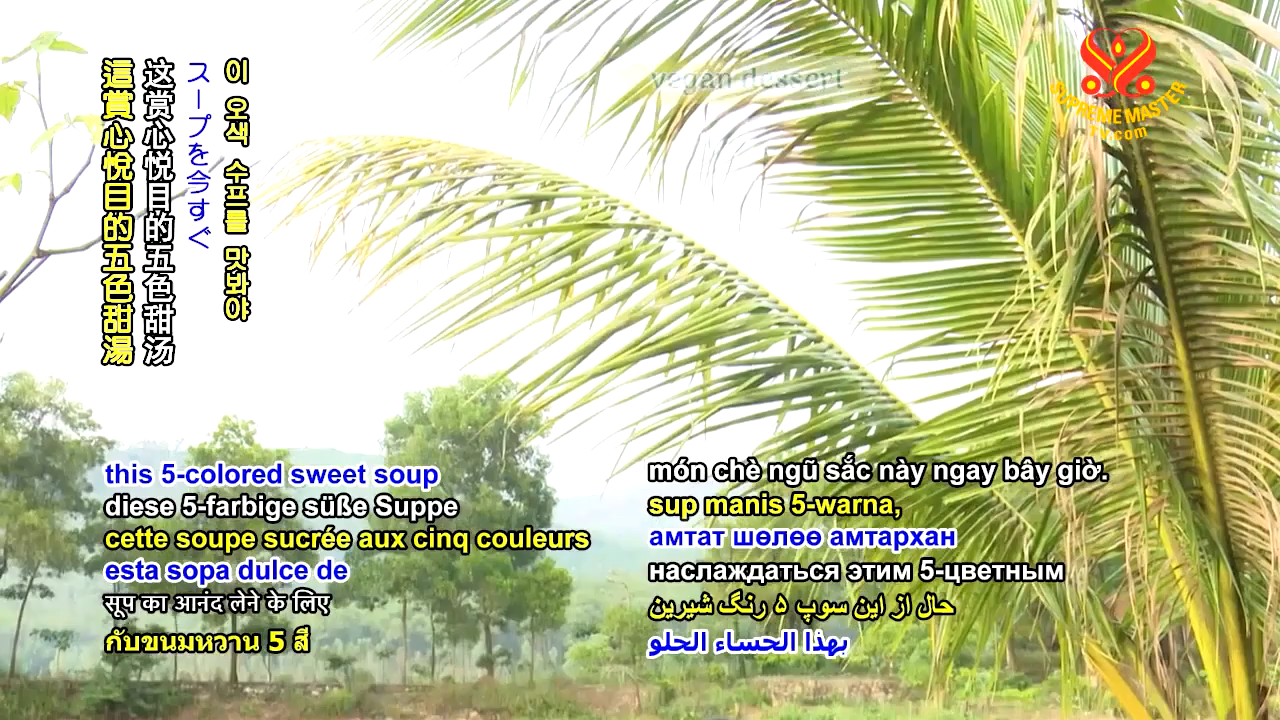 이 오색 수프를 맛봐야
スープを今すぐ
这赏心悦目的五色甜汤
這賞心悅目的五色甜湯
vegan dessert
SUPREME MASTER
TV.com
this 5-colored sweet soup
diese 5-farbige süße Suppe
cette soupe sucrée aux cinq couleurs
esta sopa dulce de
सूप का आनंद लेने के लिए
กับขนมหวาน 5 สี
món chè ngũ sắc này ngay bây giờ.
sup manis 5-warna,
амтат шөлөө амтархан
наслаждаться этим 5-цветным
حال از این سوپ ۵ رنگ شیرین
بهذا الحساء الحلو